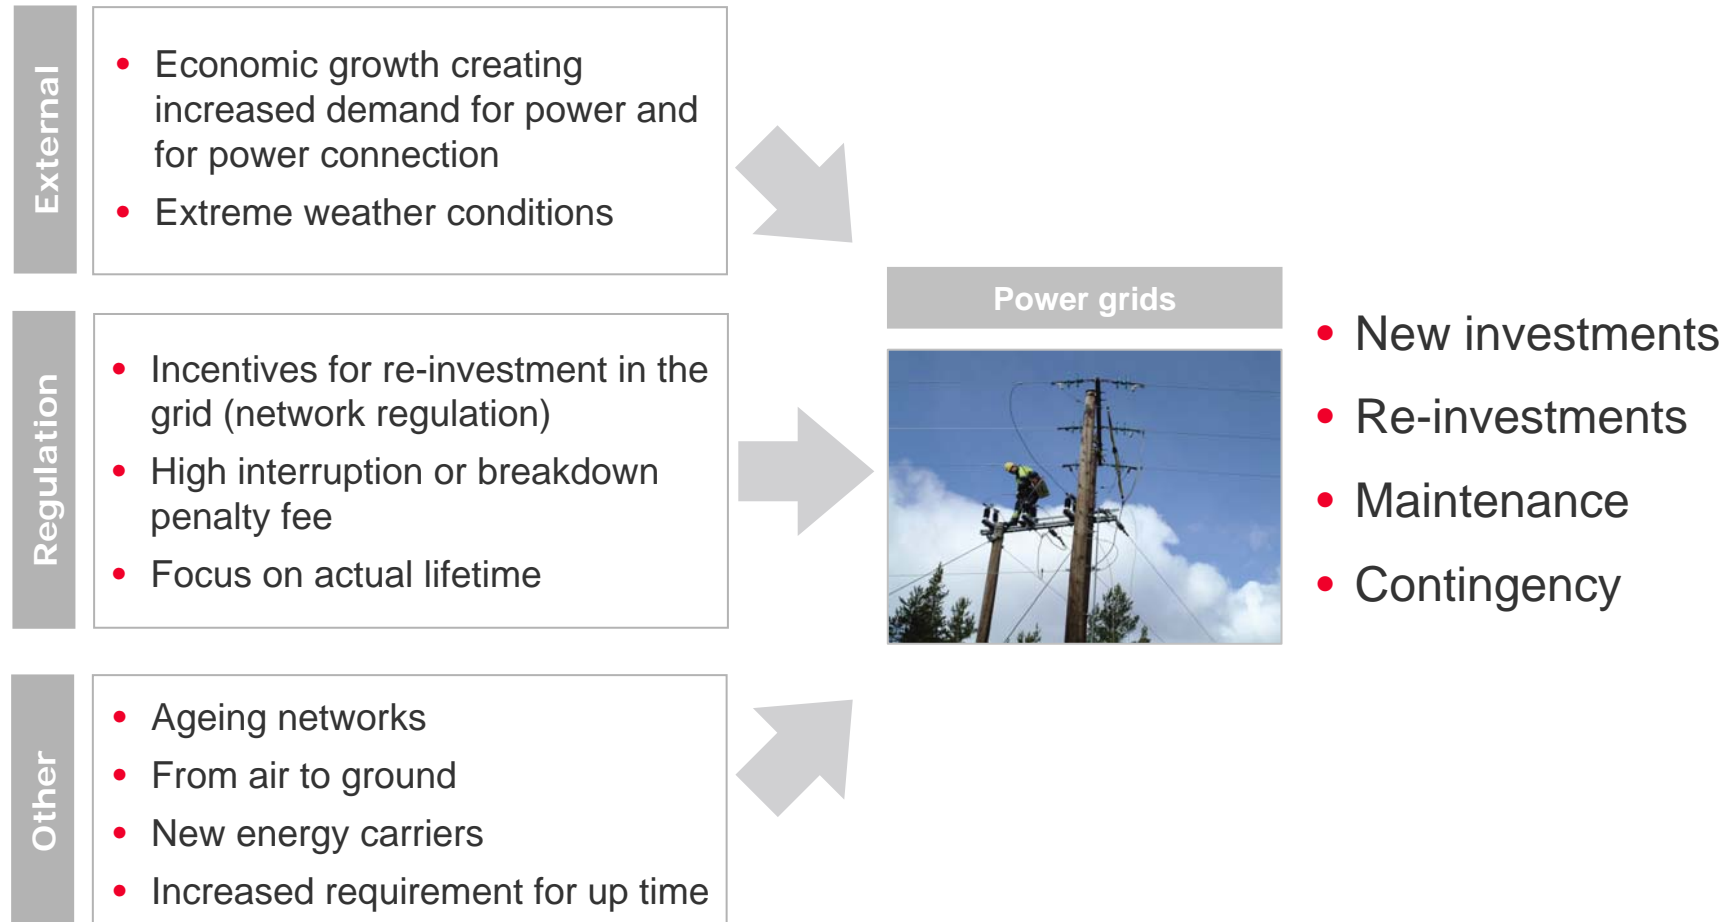 External
• Economic growth creating
increased demand for power and
for power connection
• Extreme weather conditions
Regulation
• Incentives for re-investment in the
grid (network regulation)
• High interruption or breakdown
penalty fee
• Focus on actual lifetime
Other
• Ageing networks
• From air to ground
• New energy carriers
• Increased requirement for up time
Power grids
• New investments
• Re-investments
• Maintenance
• Contingency